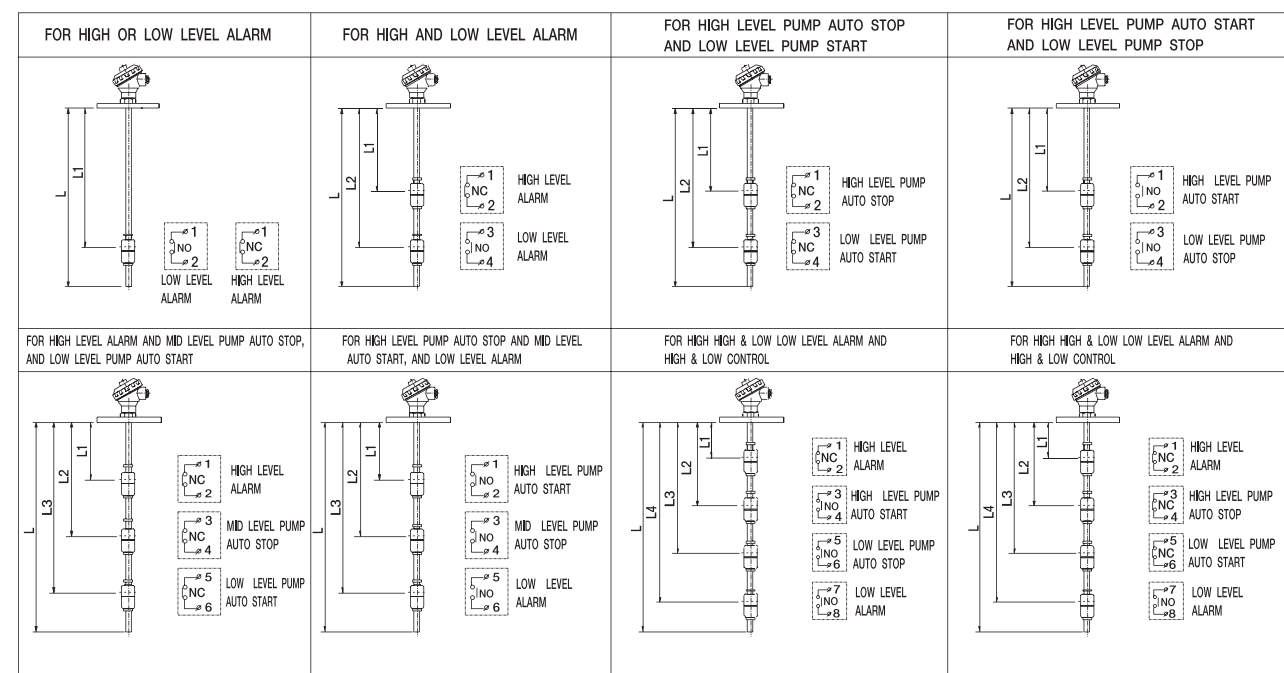 FOR HIGH OR LOW LEVEL ALARM
L
L1
1
NO
2
LOW LEVEL
ALARM
1
NC
2
HIGH LEVEL
ALARM
FOR HIGH AND LOW LEVEL ALARM
L
L2
L1
1
NC
2
HIGH LEVEL
ALARM
3
NO
4
LOW LEVEL
ALARM
FOR HIGH LEVEL PUMP AUTO STOP
AND LOW LEVEL PUMP START
L
L2
L1
1
NC
2
HIGH LEVEL PUMP
AUTO STOP
3
NC
4
LOW LEVEL PUMP
AUTO START
FOR HIGH LEVEL PUMP AUTO START
AND LOW LEVEL PUMP STOP
L
L2
L1
1
NO
2
HIGH LEVEL PUMP
AUTO START
3
NO
4
LOW LEVEL PUMP
AUTO STOP
FOR HIGH LEVEL ALARM AND MID LEVEL PUMP AUTO STOP,
AND LOW LEVEL PUMP AUTO START
L
L3
L2
L1
1
NC
2
HIGH LEVEL
ALARM
3
NC
4
MID LEVEL PUMP
AUTO STOP
5
NC
6
LOW LEVEL PUMP
AUTO START
FOR HIGH LEVEL PUMP AUTO STOP AND MID LEVEL
AUTO START, AND LOW LEVEL ALARM
L
L3
L2
L1
1
NO
2
HIGH LEVEL PUMP
AUTO START
3
NO
4
MID LEVEL PUMP
AUTO STOP
5
NO
6
LOW LEVEL
ALARM
FOR HIGH HIGH & LOW LOW LEVEL ALARM AND
HIGH & LOW CONTROL
L
L4
L3
L2
L1
1
NC
2
HIGH LEVEL
ALARM
3
NO
4
HIGH LEVEL PUMP
AUTO START
5
NO
6
LOW LEVEL PUMP
AUTO STOP
7
NO
8
LOW LEVEL
ALARM
FOR HIGH HIGH & LOW LOW LEVEL ALARM AND
HIGH & LOW CONTROL
L
L4
L3
L2
L1
1
NC
2
HIGH LEVEL
ALARM
3
NC
4
HIGH LEVEL PUMP
AUTO STOP
5
NC
6
LOW LEVEL PUMP
AUTO START
7
NO
8
LOW LEVEL
ALARM